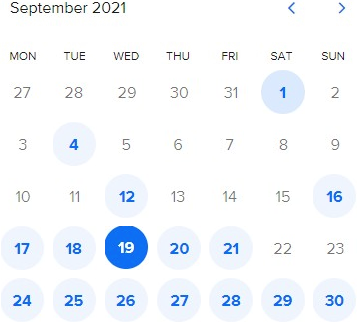 September 2021
MON TUE WED THU FRI SAT SUN
27 28 29 30 31 1 2
3 4 5 6 7 8 9
10 11 12 13 14 15 16
17 18 19 20 21 22 23
24 25 26 27 28 29 30